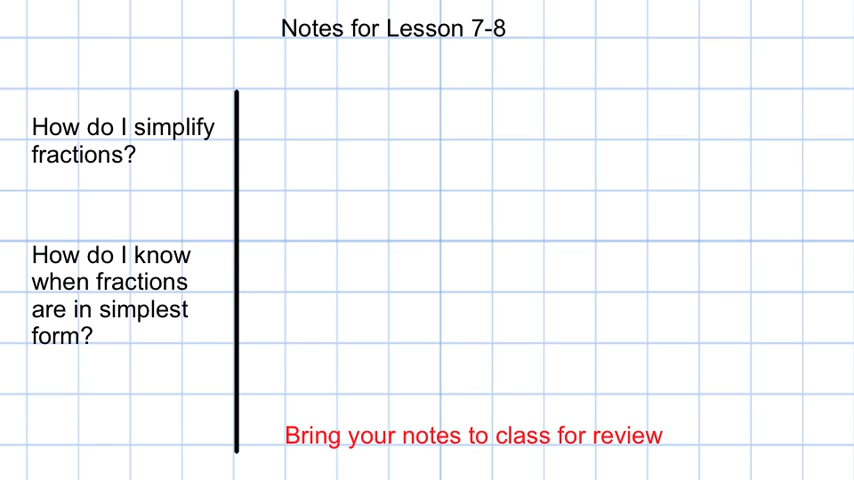 Notes for Lesson 7-8
How do I simplify
fractions?
How do I know
when fractions
are in simplest
form?
Bring your notes to class for review